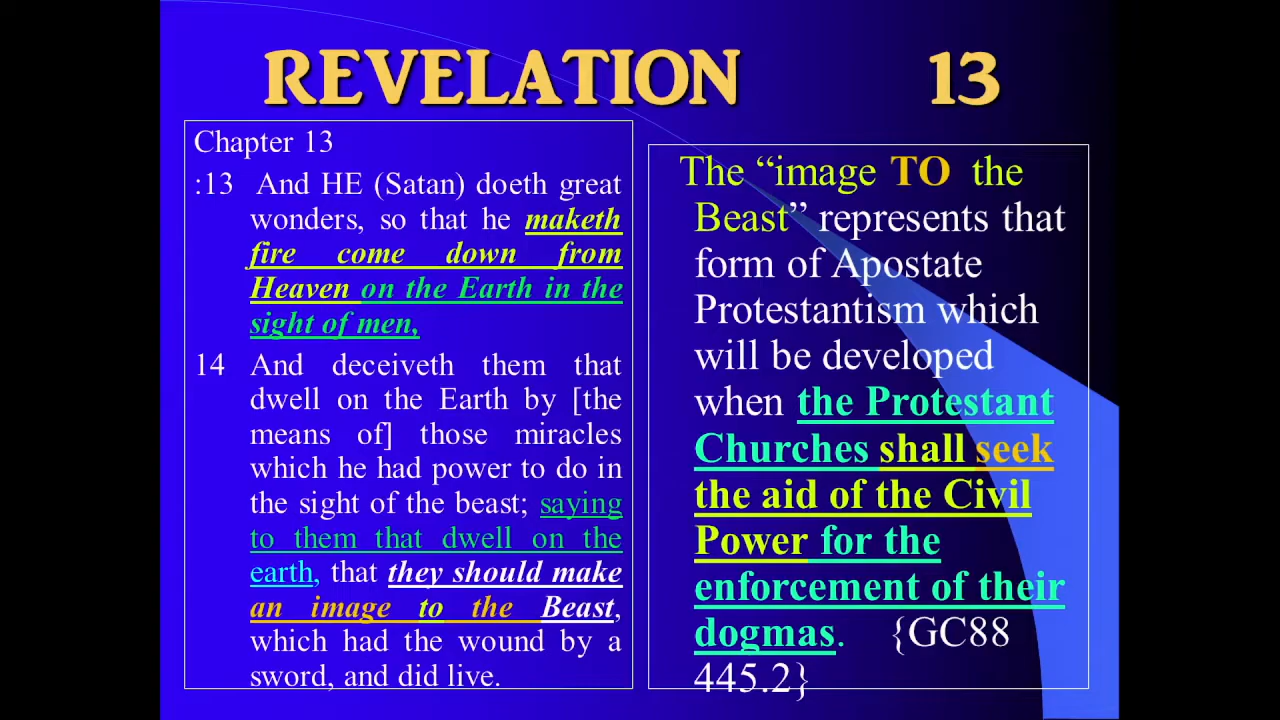 REVELATION 13
Chapter 13
:13 And HE (Satan) doeth great
wonders, so that he maketh
fire come down from
Heaven on the Earth in the
sight of men,
14 And deceiveth them that
dwell on the Earth by [the
means of] those miracles
which he had power to do in
the sight of the beast; saying
to them that dwell on the
earth, that they should make
an image to the Beast,
which had the wound by a
sword, and did live.
The “image TO the
Beast” represents that
form of Apostate
Protestantism which
will be developed
when the Protestant
Churches shall seek
the aid of the Civil
Power for the
enforcement of their
dogmas. {GC88
445.2}